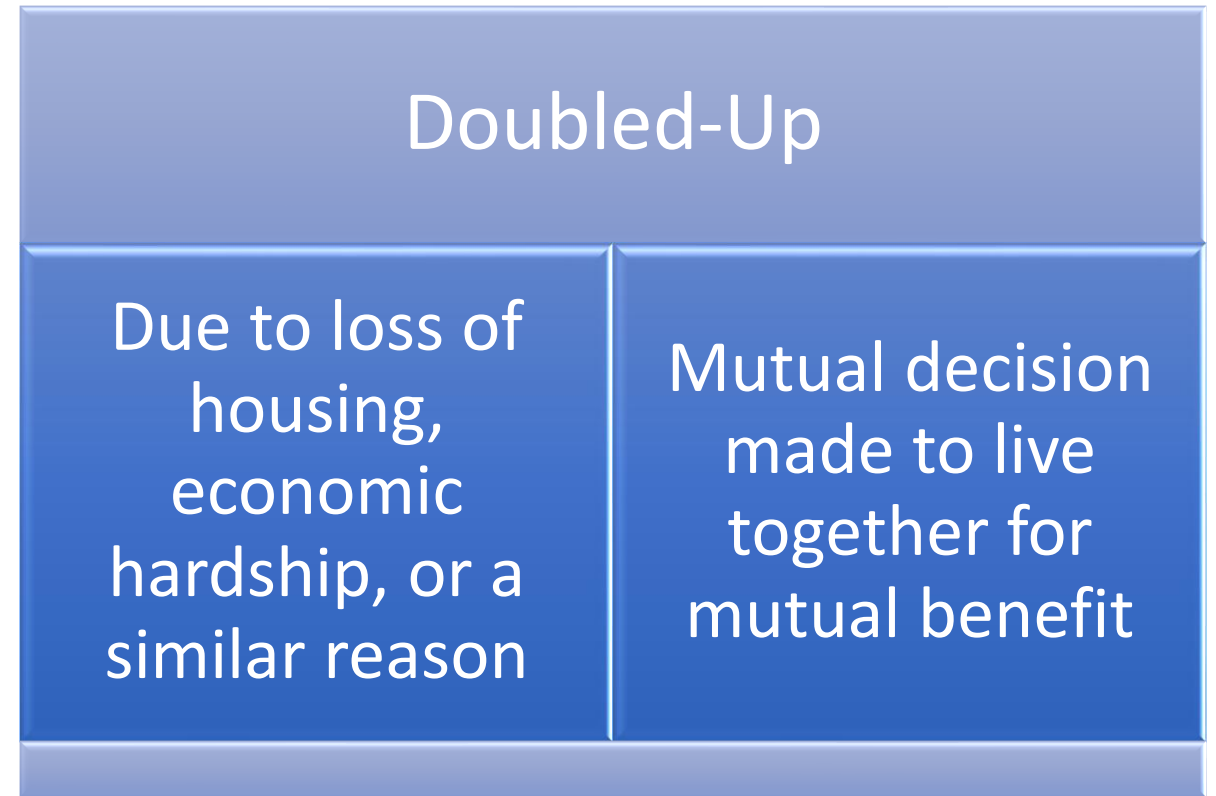 Doubled-Up
Due to loss of
housing,
economic
hardship, or a
similar reason
Mutual decision
made to live
together for
mutual benefit